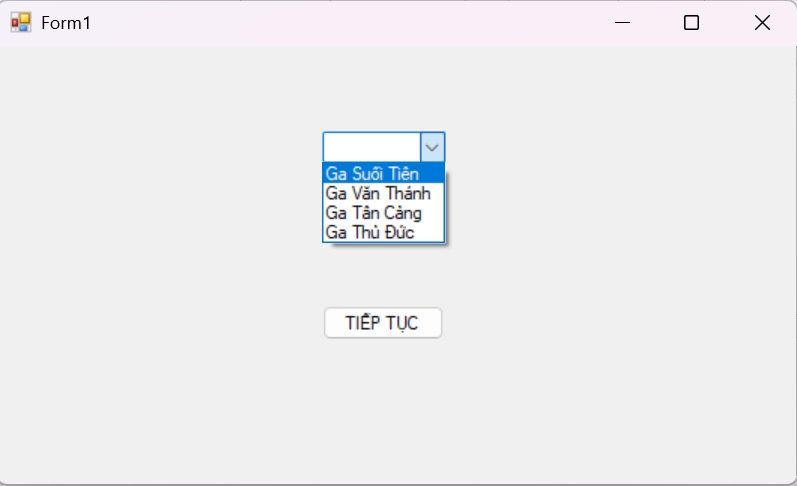 Form1
Ga Suối Tiên
Ga Văn Thánh
Ga Tân Cảng
Ga Thủ Đức
TIẾP TỤC